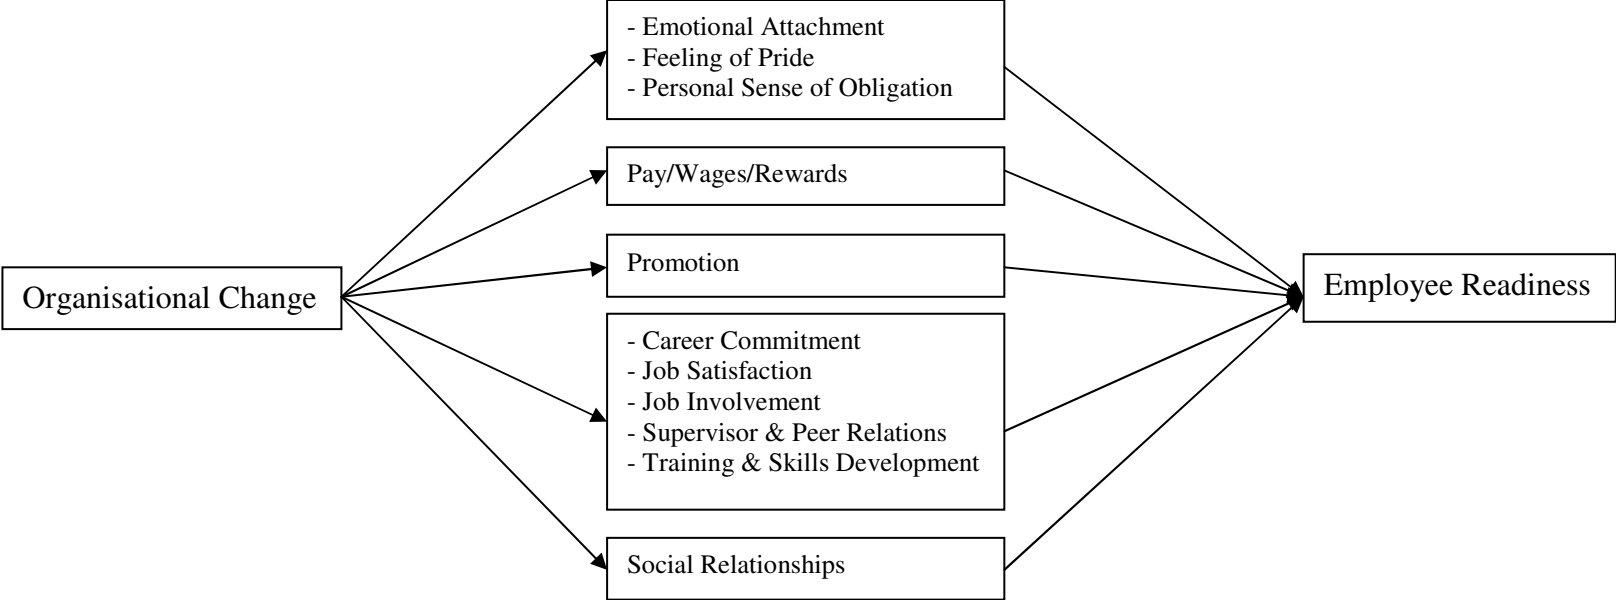 - Emotional Attachment
- Feeling of Pride
- Personal Sense of Obligation
Pay/Wages/Rewards
Promotion
Organisational Change
Employee Readiness
- Career Commitment
- Job Satisfaction
- Job Involvement
- Supervisor & Peer Relations
- Training & Skills Development
Social Relationships